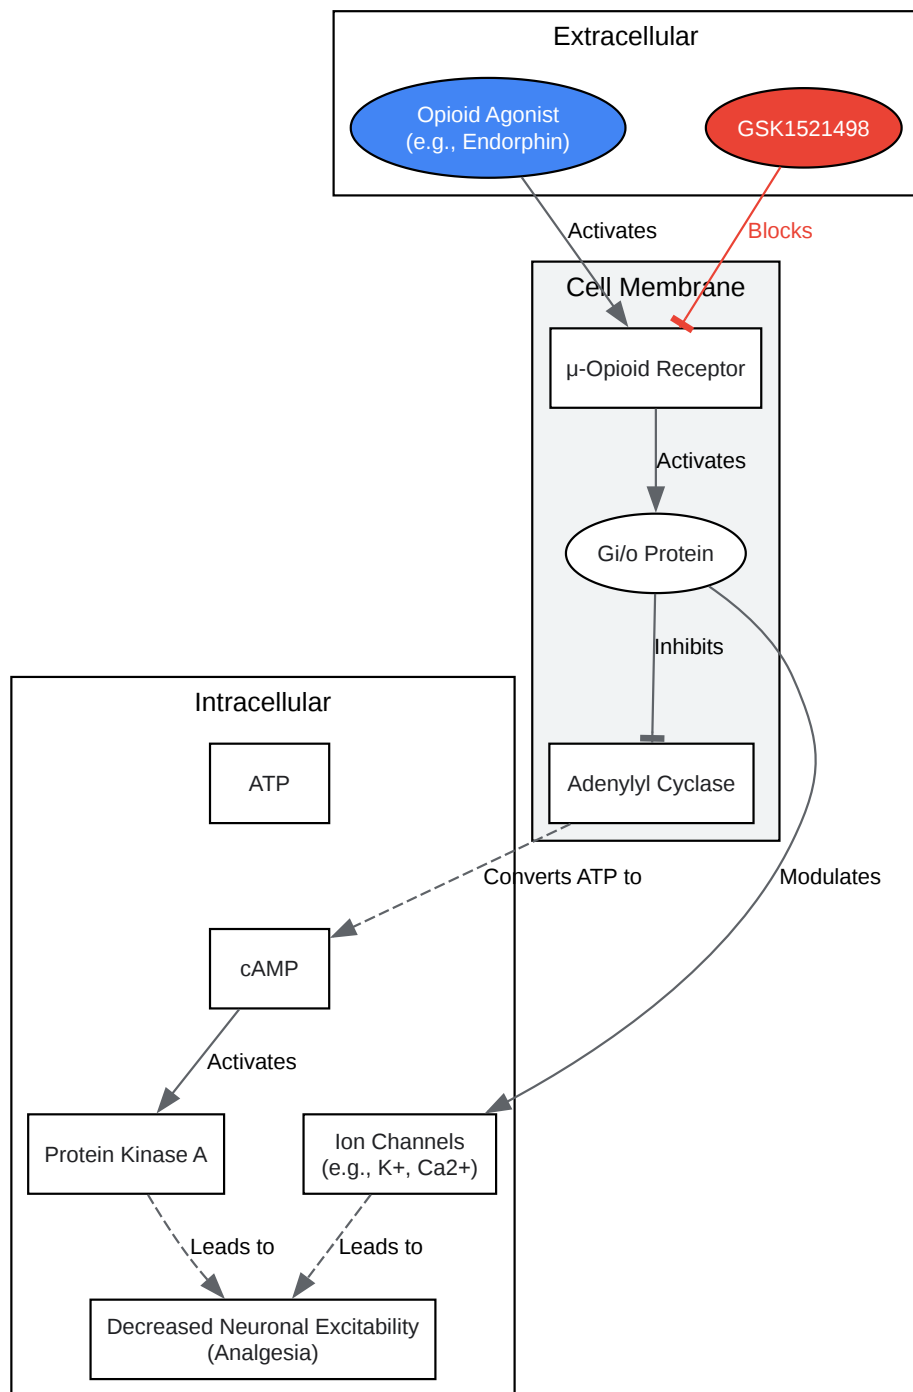 Extracellular
Opioid Agonist
(e.g., Endorphin)
GSK1521498
Activates
Blocks
Cell Membrane
μ-Opioid Receptor
Activates
Gi/o Protein
Inhibits
Intracellular
ATP
Adenylyl Cyclase
Converts ATP to
Modulates
cAMP
Activates
Protein Kinase A
Ion Channels
(e.g., K+, Ca2+)
Leads to
Leads to
Decreased Neuronal Excitability
(Analgesia)